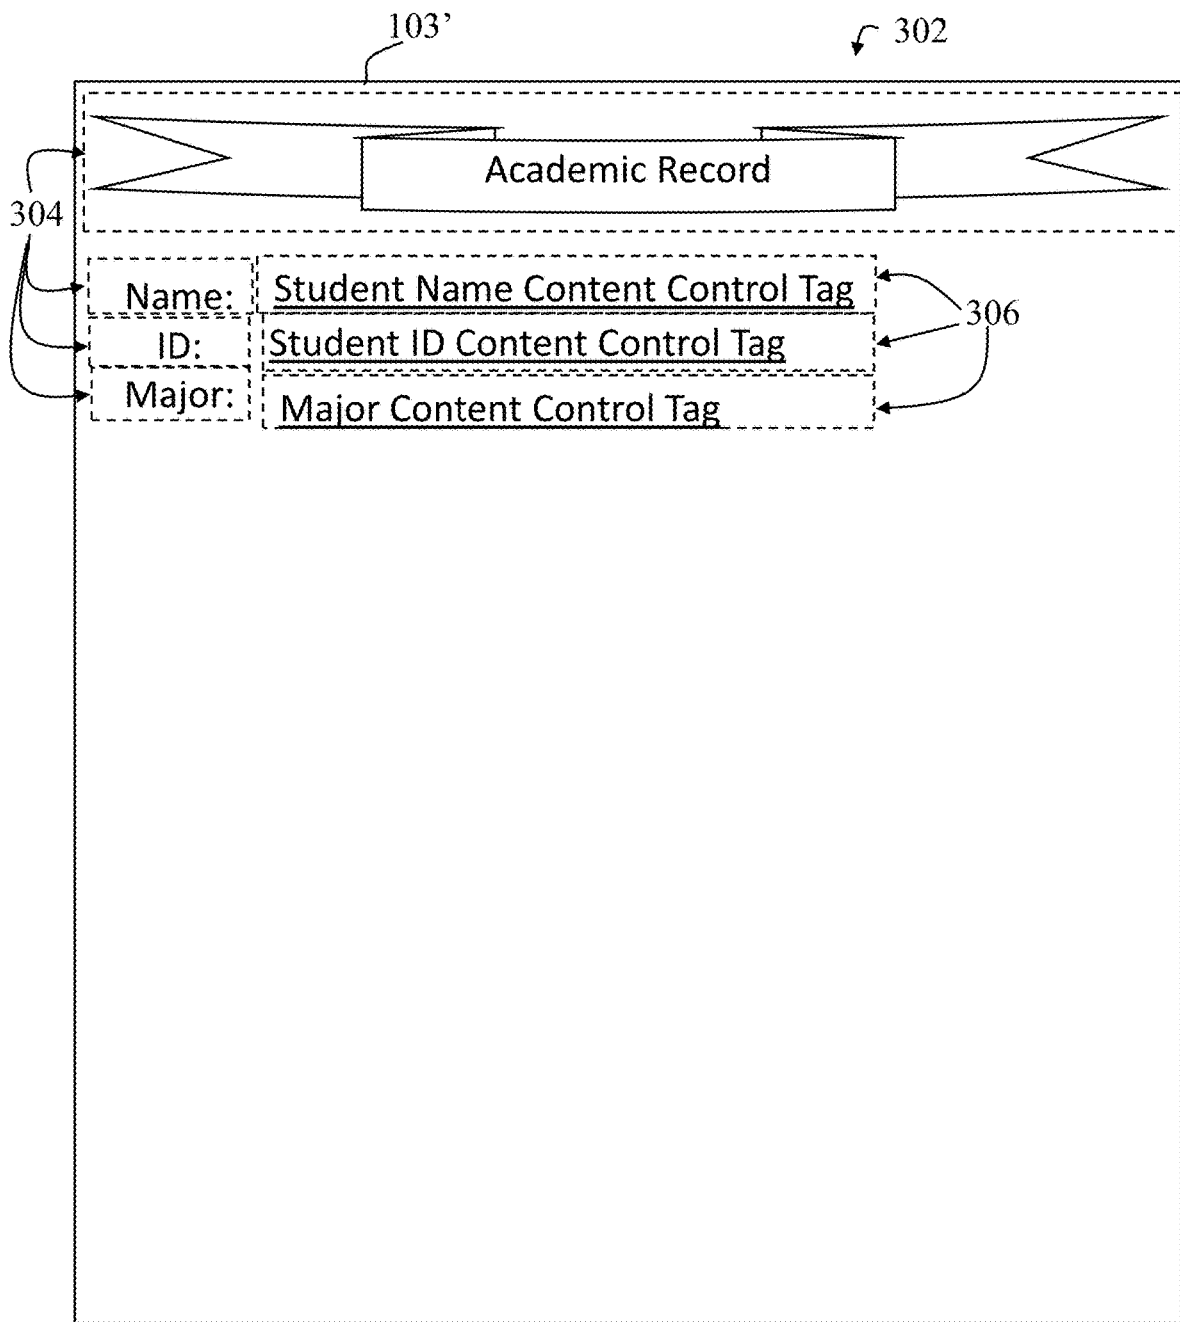 103’
302
Academic Record
304
Name: Student Name Content Control Tag
306
ID: Student ID Content Control Tag
Major: Major Content Control Tag